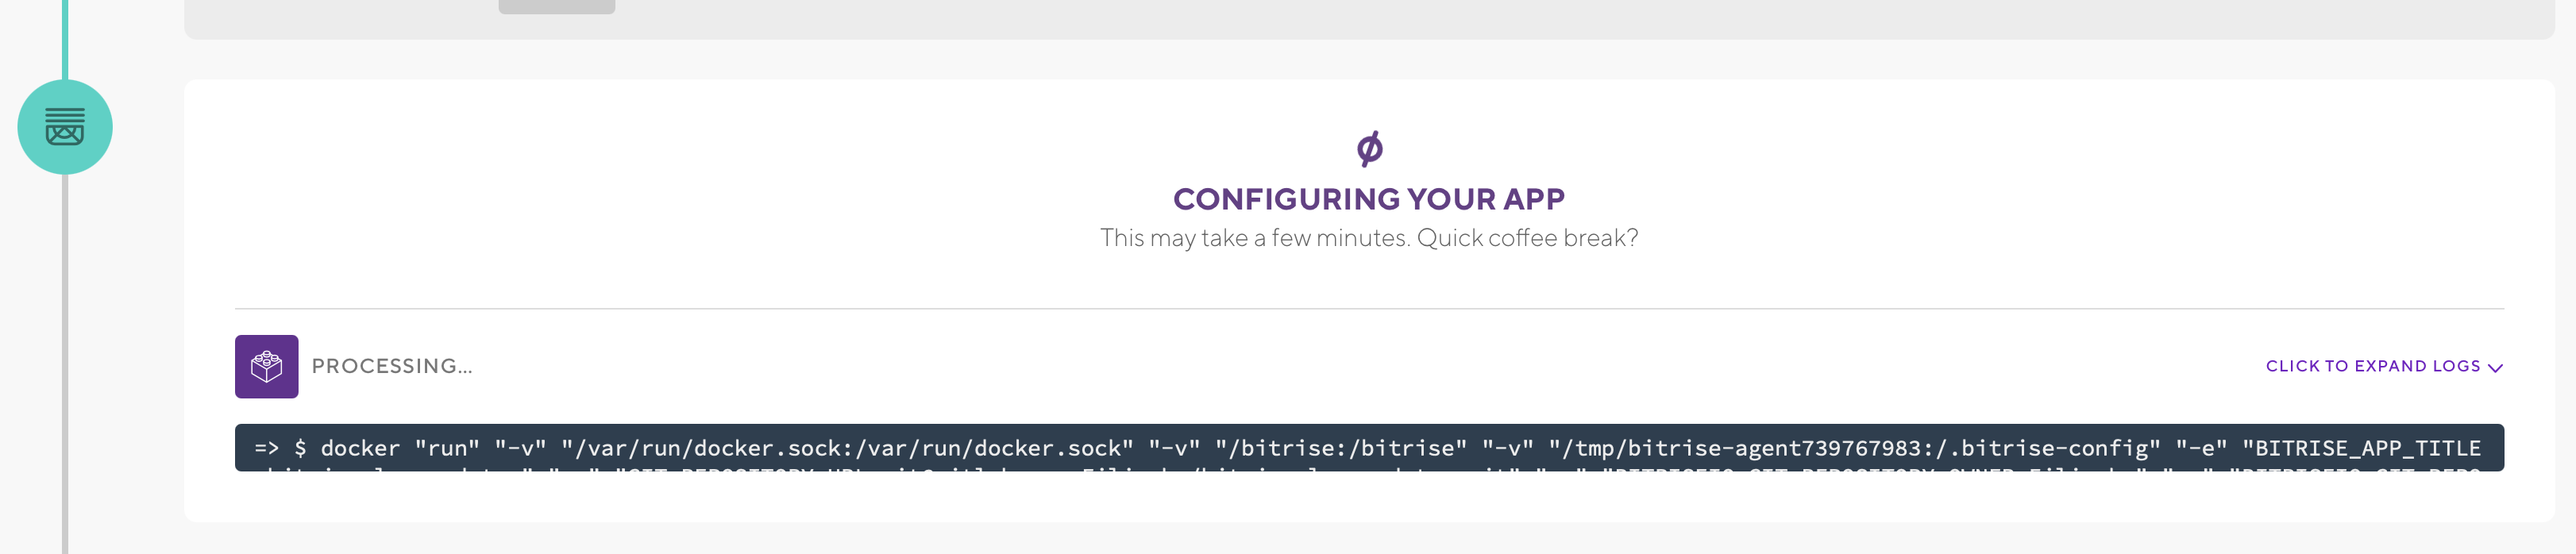 CONFIGURING YOUR APP
This may take a few minutes. Quick coffee break?
PROCESSING...
CLICK TO EXPAND LOGS
=> $ docker "run" "-v" "/var/run/docker.sock:/var/run/docker.sock" "-v" "/bitrise:/bitrise" "-v" "/tmp/bitrise-agent739767983:/.bitrise-config" "-e" "BITRISE_APP_TITLE